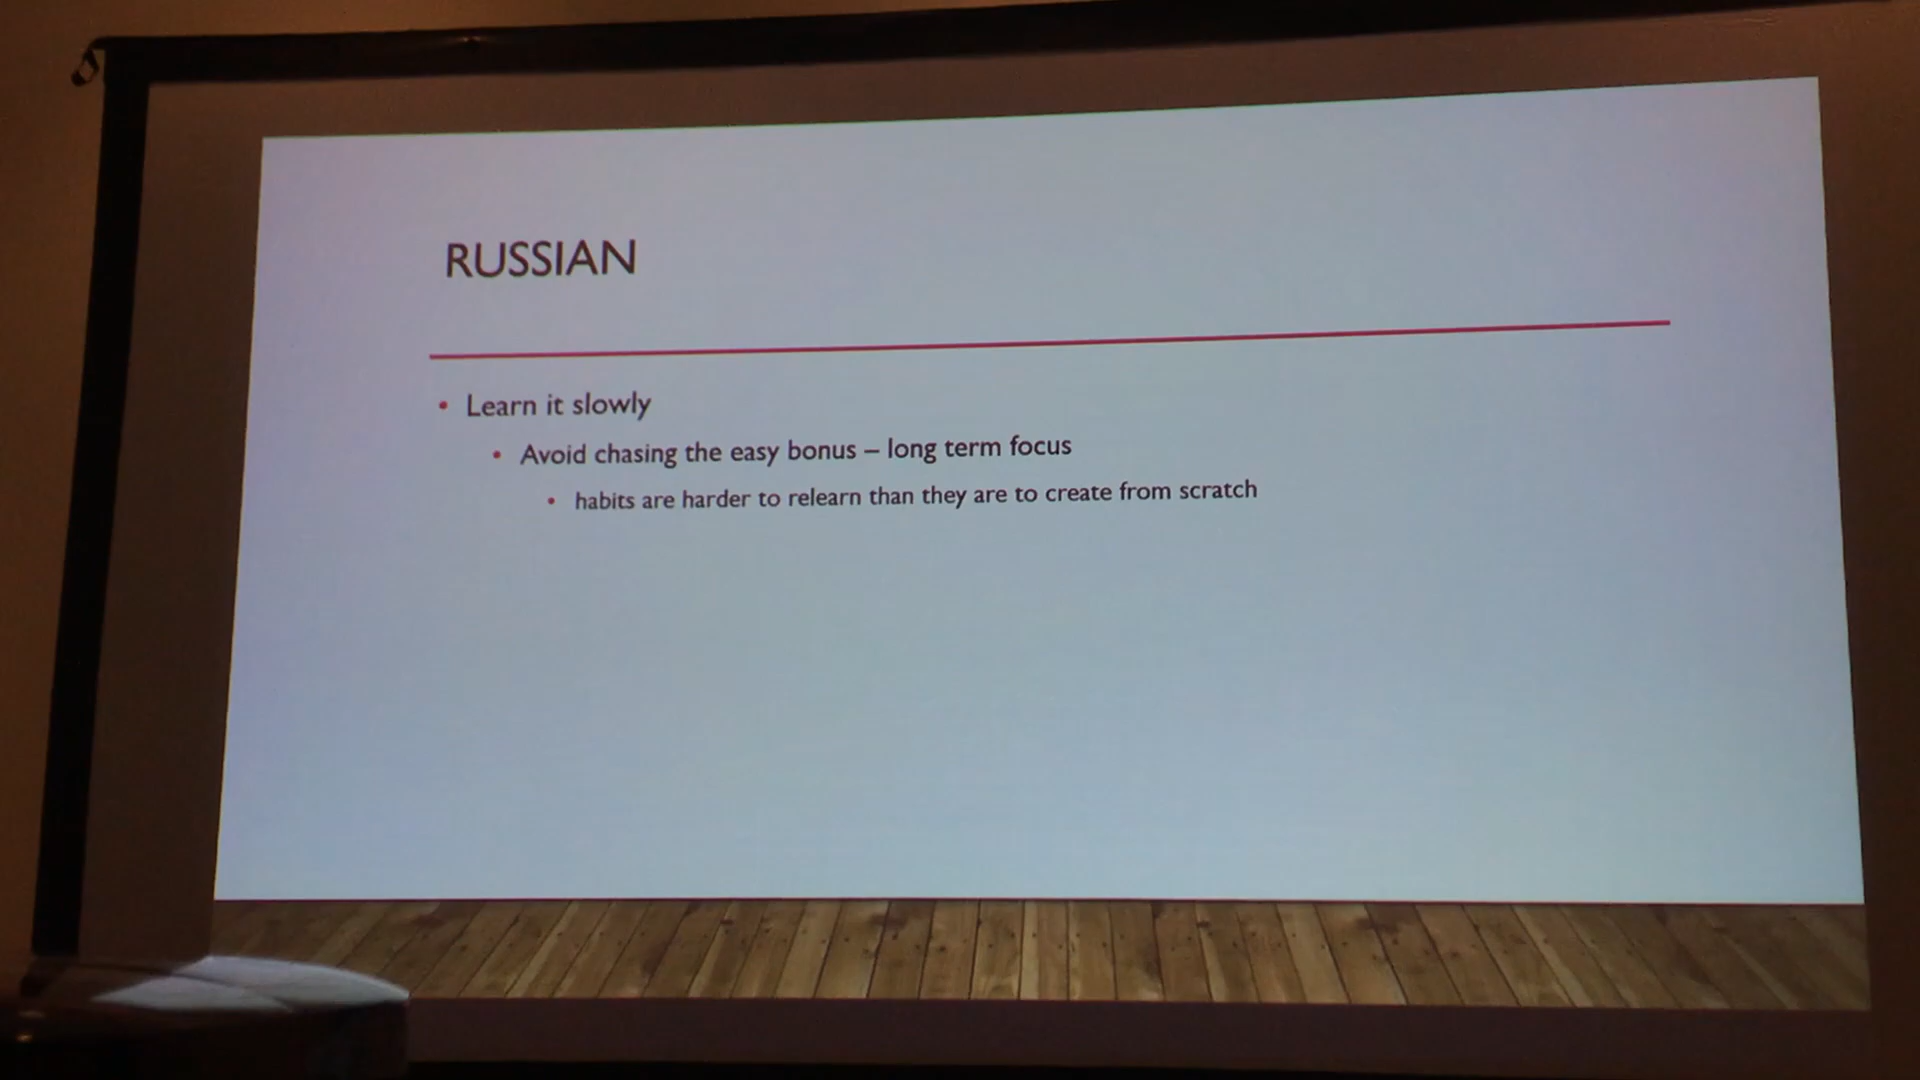 RUSSIAN
Learn it slowly
Avoid chasing the easy bonus – long term focus
habits are harder to relearn than they are to create from scratch